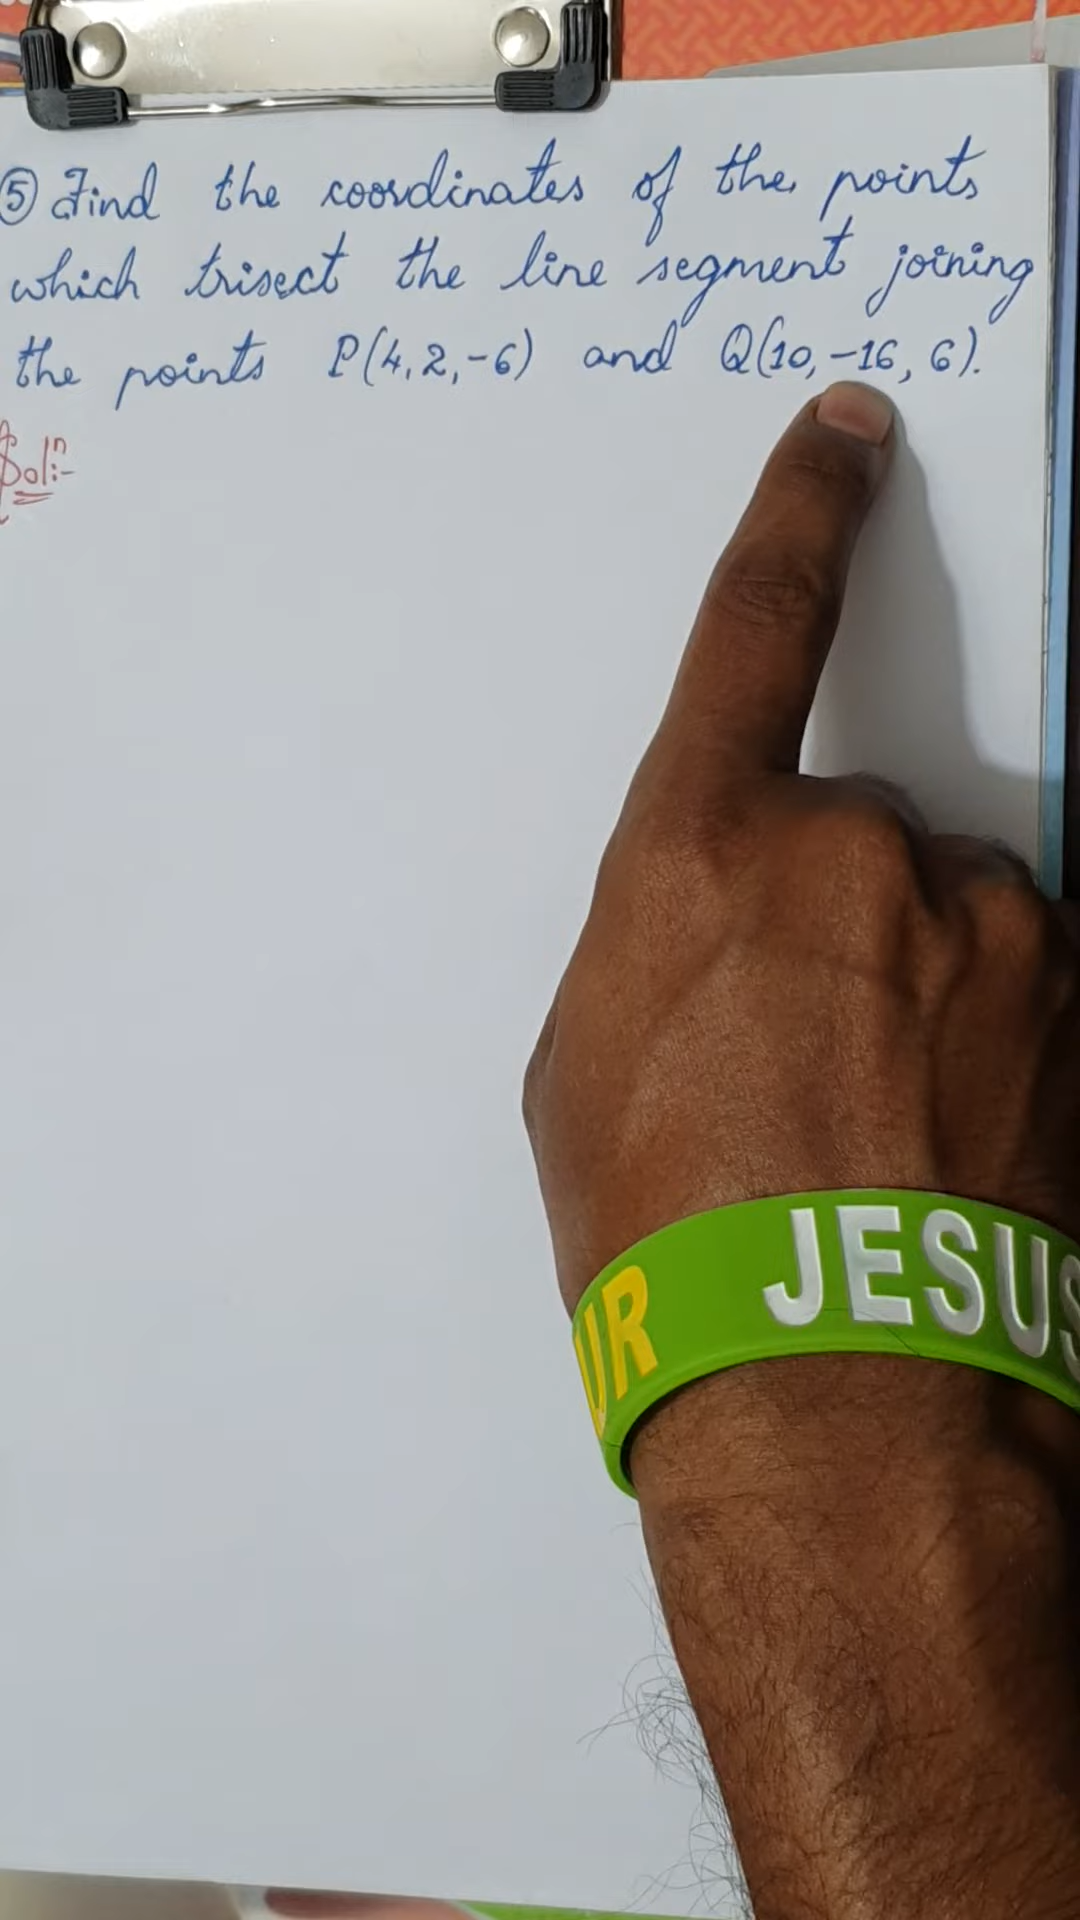 ⑤ Find the coordinates of the points
which trisect the line segment joining
the points P(4,2,-6) and Q(10,-16, 6).
Solⁿ:-
UR JESUS